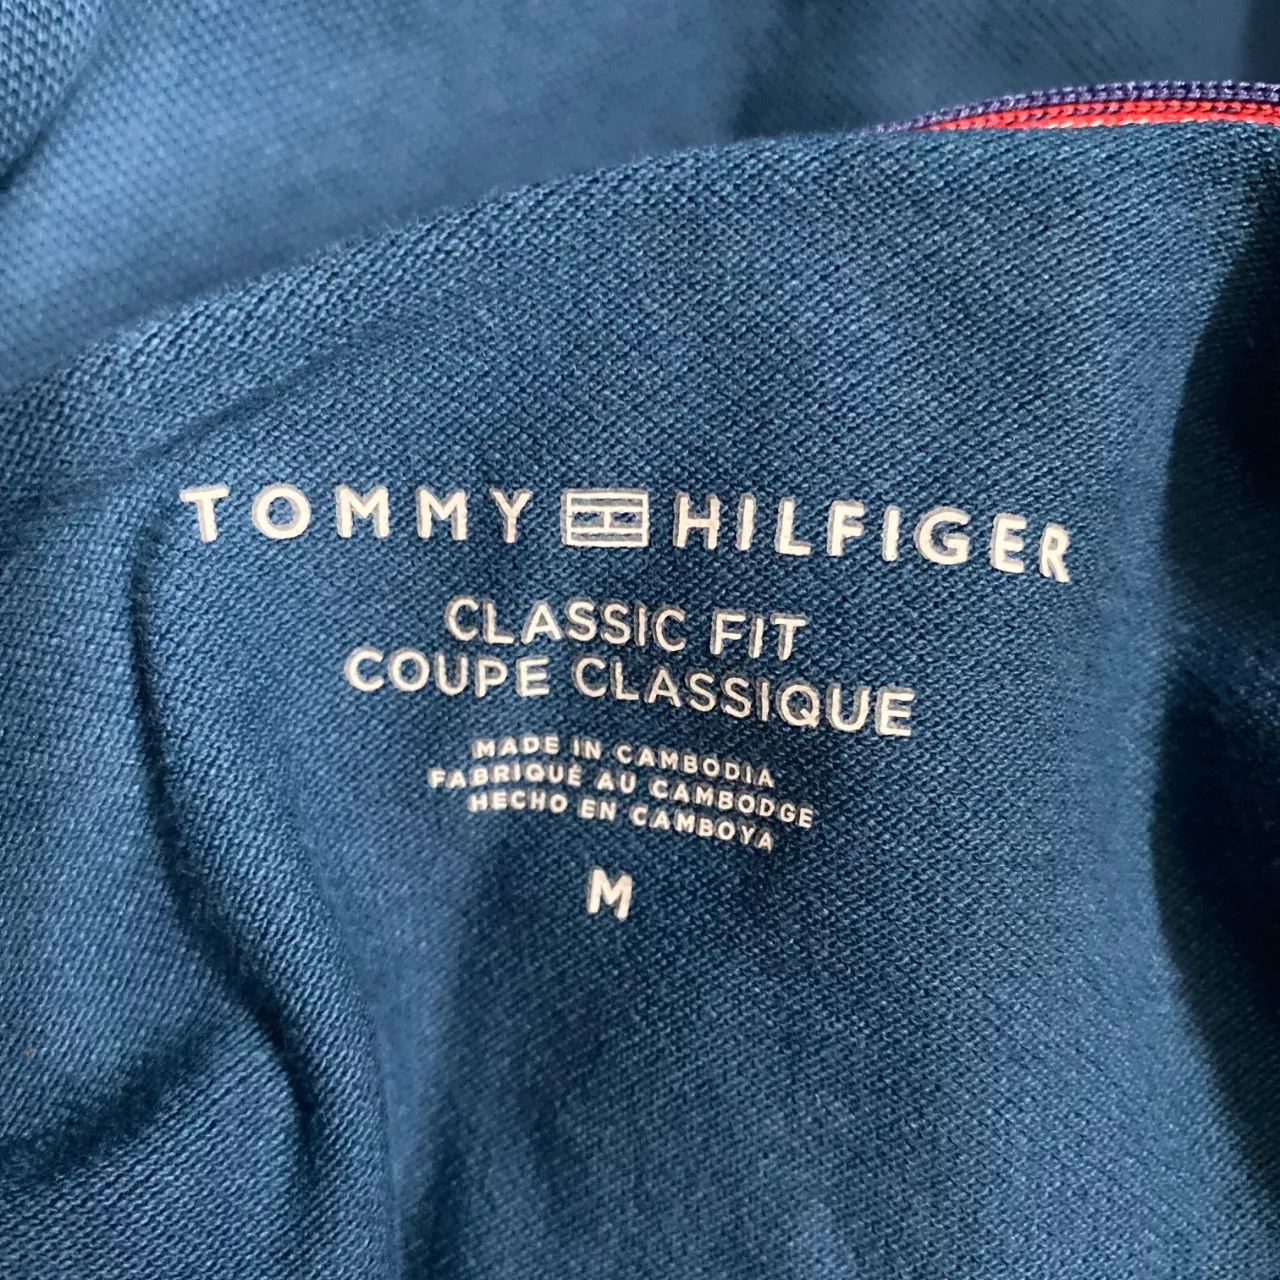 TOMMY HILFIGER
CLASSIC FIT
COUPE CLASSIQUE
MADE IN CAMBODIA
FABRIQUÉ AU CAMBODGE
HECHO EN CAMBOYA
M